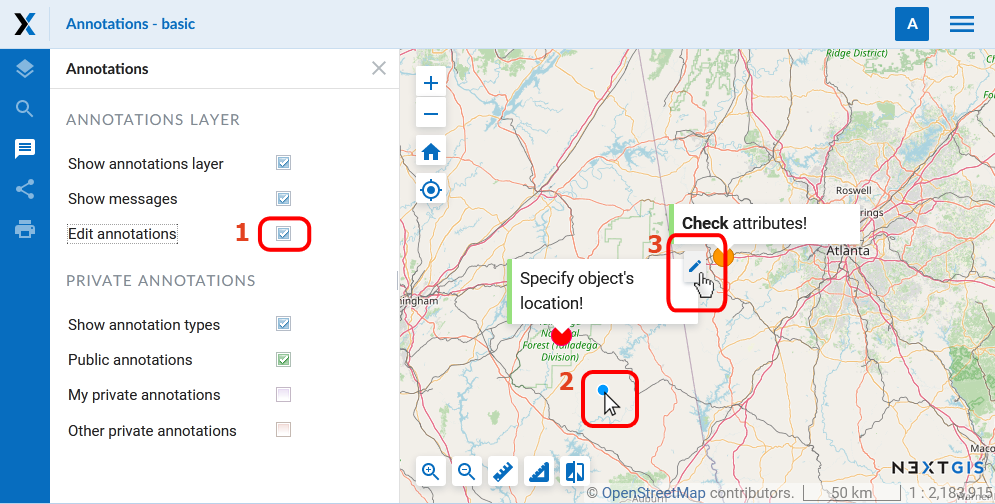 Annotations - basic
A
Annotations
ANNOTATIONS LAYER
Show annotations layer
Show messages
Edit annotations
1
PRIVATE ANNOTATIONS
Show annotation types
Public annotations
My private annotations
Other private annotations
Ridge District)
Roswell
Check attributes!
rings
3
Atlanta
Specify object's
location!
ingham
Forest (Talladega
Division)
2
Maco
NEXTGIS
Auburn
© OpenStreetMap contributors.
50 km
1 : 2,183,915